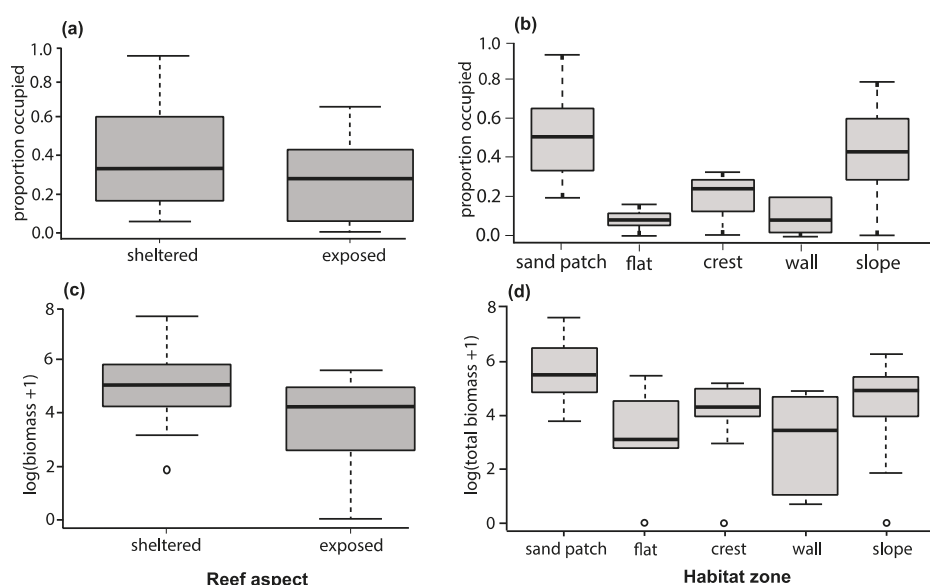 (a)
proportion occupied
1.0
0.8
0.6
0.4
0.2
0.0
sheltered
exposed
(b)
proportion occupied
1.0
0.8
0.6
0.4
0.2
0.0
sand patch
flat
crest
wall
slope
(c)
log(biomass +1)
8
6
4
2
0
sheltered
exposed
Reef aspect
(d)
log(total biomass +1)
8
6
4
2
0
sand patch
flat
crest
wall
slope
Habitat zone